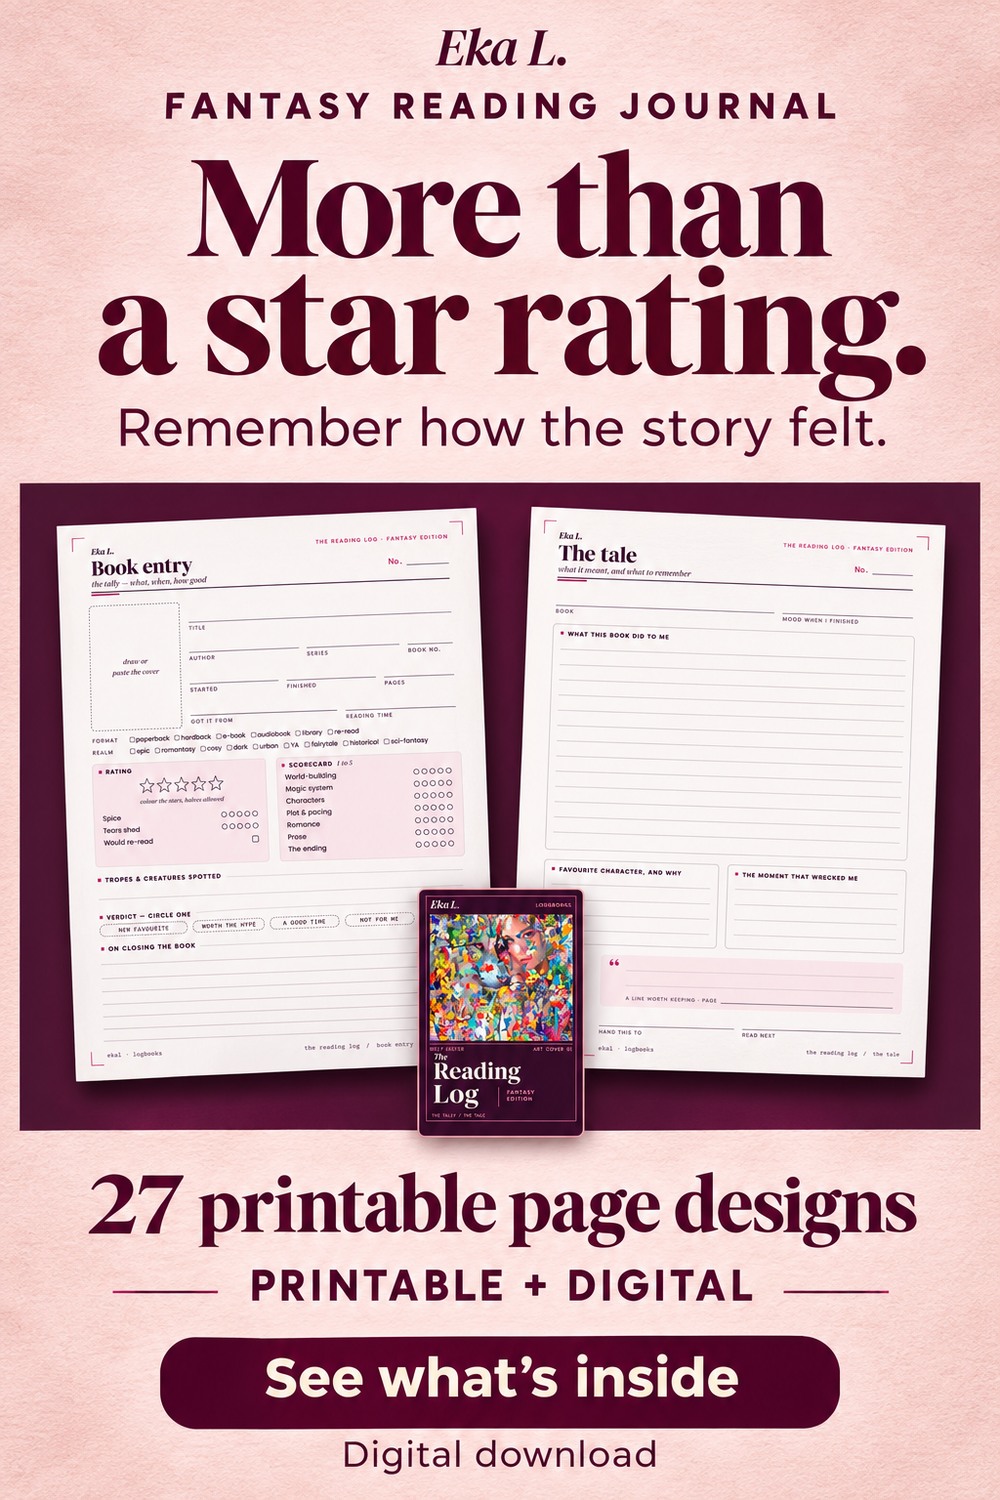 Eka L.
FANTASY READING JOURNAL
More than
a star rating.
Remember how the story felt.
Eka L.
THE READING LOG - FANTASY EDITION
Book entry
No.
the tally — what, when, how good
draw or
paste the cover
TITLE
AUTHOR SERIES BOOK NO.
STARTED FINISHED PAGES
GOT IT FROM READING TIME
FORMAT paperback hardback e-book audiobook library re-read
REALM epic romantasy cosy dark urban YA fairytale historical sci-fantasy
RATING
colour the stars, halves allowed
Spice
Tears shed
Would re-read
SCORECARD 1 to 5
World-building
Magic system
Characters
Plot & pacing
Romance
Prose
The ending
TROPES & CREATURES SPOTTED
VERDICT — CIRCLE ONE
NEW FAVOURITE WORTH THE HYPE A GOOD TIME NOT FOR ME
ON CLOSING THE BOOK
ekal · logbooks the reading log / book entry
Eka L.
THE READING LOG - FANTASY EDITION
The tale
No.
what it meant, and what to remember
BOOK MOOD WHEN I FINISHED
WHAT THIS BOOK DID TO ME
FAVOURITE CHARACTER, AND WHY
THE MOMENT THAT WRECKED ME
“
A LINE WORTH KEEPING - PAGE
HAND THIS TO READ NEXT
ekal · logbooks the reading log / the tale
Eka L.
ART COVER
The
Reading
Log
FANTASY
EDITION
THE TALLY / THE
27 printable page designs
PRINTABLE + DIGITAL
See what's inside
Digital download